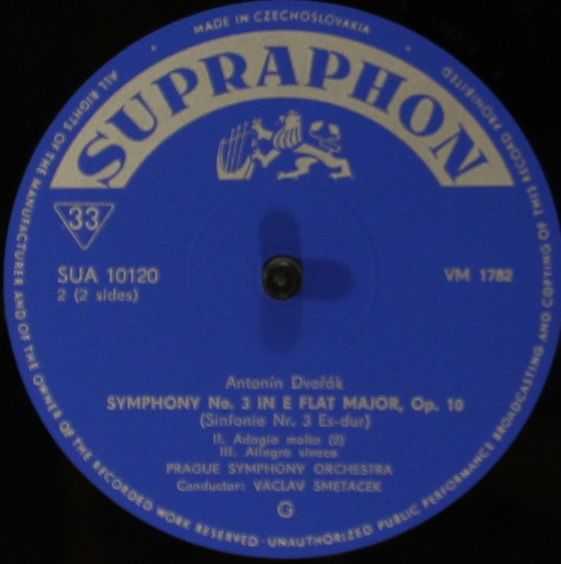 MADE IN CZECHOSLOVAKIA
SUPRAPHON
33
SUA 10120
2 (2 sides)
VM 1782
Antonín Dvořák
SYMPHONY No. 3 IN E FLAT MAJOR, Op. 10
(Sinfonie Nr. 3 Es-dur)
II. Adagio molto (2)
III. Allegro vivace
PRAGUE SYMPHONY ORCHESTRA
Conductor: VÁCLAV SMETÁČEK
G
ALL RIGHTS OF THE MANUFACTURER AND OF THE OWNER OF THE RECORDED WORK RESERVED · UNAUTHORIZED PUBLIC PERFORMANCE BROADCASTING AND COPYING OF THIS RECORD PROHIBITED